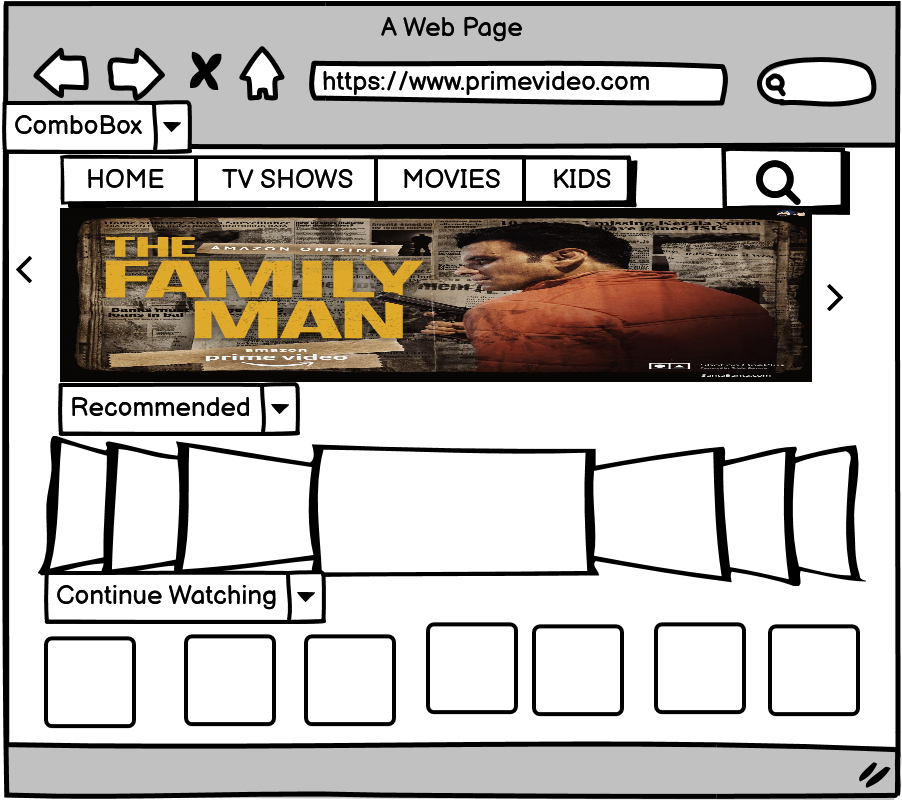 A Web Page
https://www.primevideo.com
ComboBox
HOME
TV SHOWS
MOVIES
KIDS
THE
AMAZON ORIGINAL
FAMILY
MAN
amazon
prime video
Recommended
Continue Watching